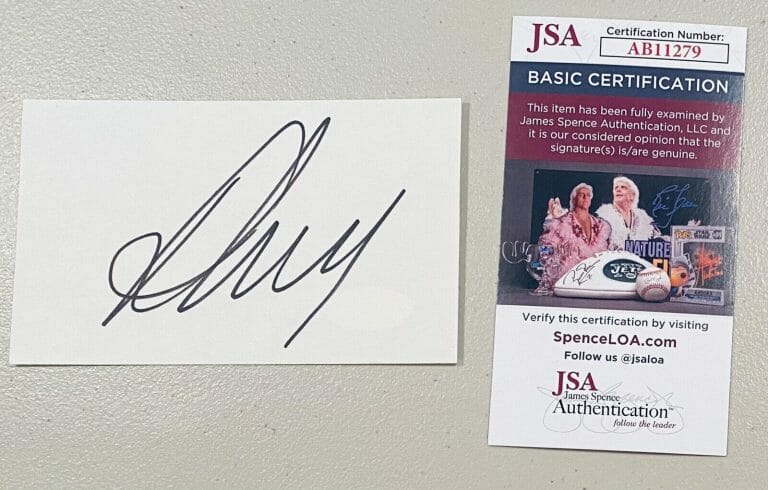 JSA
Certification Number:
AB11279
BASIC CERTIFICATION
This item has been fully examined by
James Spence Authentication, LLC and
it is our considered opinion that the
signature(s) is/are genuine.
NATURE
JETS
Verify this certification by visiting
SpenceLOA.com
Follow us @jsaloa
JSA
James Spence
Authentication™
follow the leader